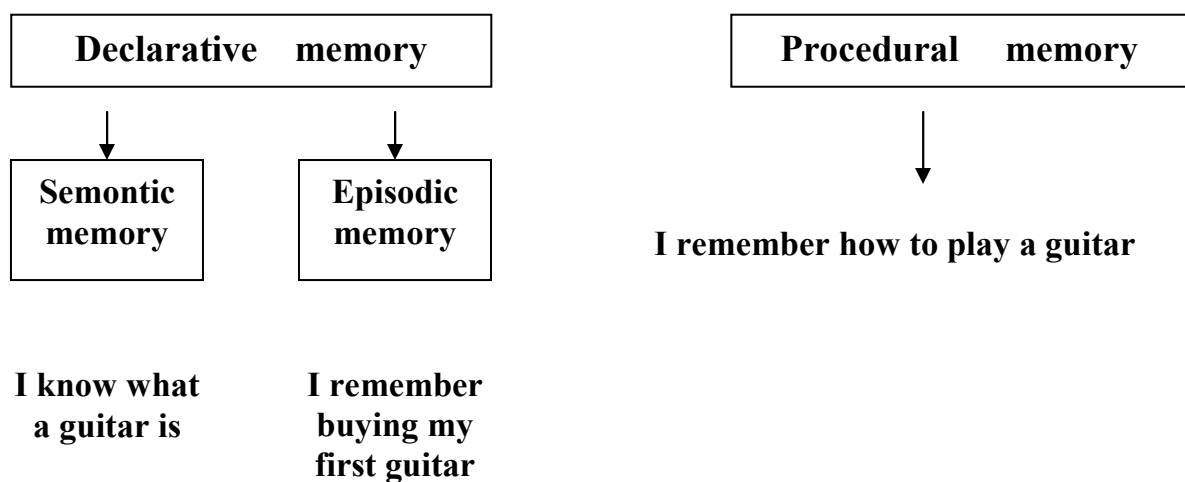 Declarative memory
Procedural memory
Semontic
memory
Episodic
memory
I remember how to play a guitar
I know what
a guitar is
I remember
buying my
first guitar